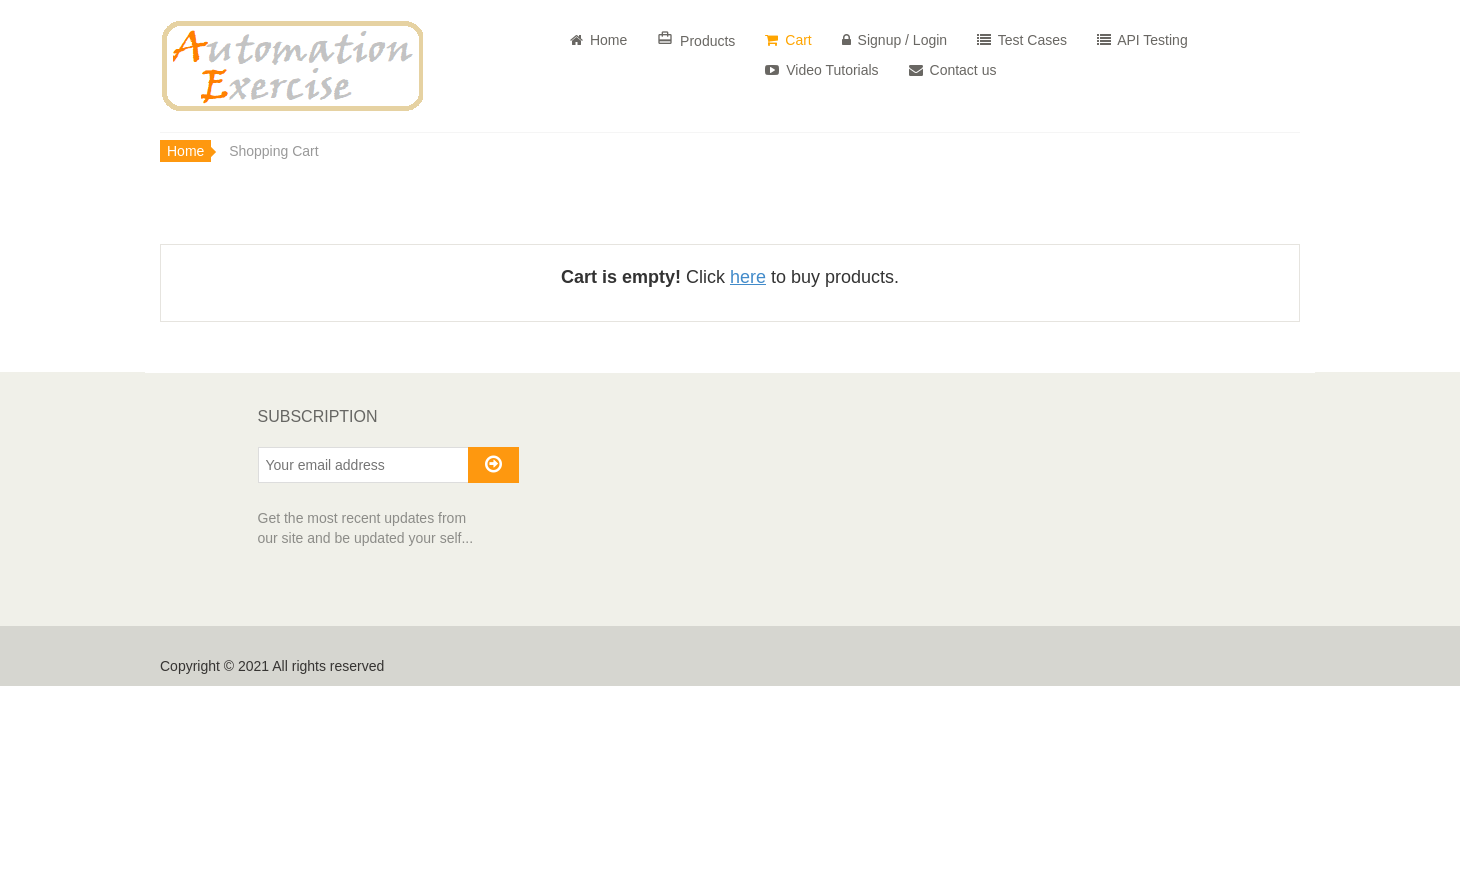 Automation
Exercise
Home Products Cart Signup / Login Test Cases API Testing
Video Tutorials Contact us
Home Shopping Cart
Cart is empty! Click here to buy products.
SUBSCRIPTION
Your email address
Get the most recent updates from
our site and be updated your self...
Copyright © 2021 All rights reserved